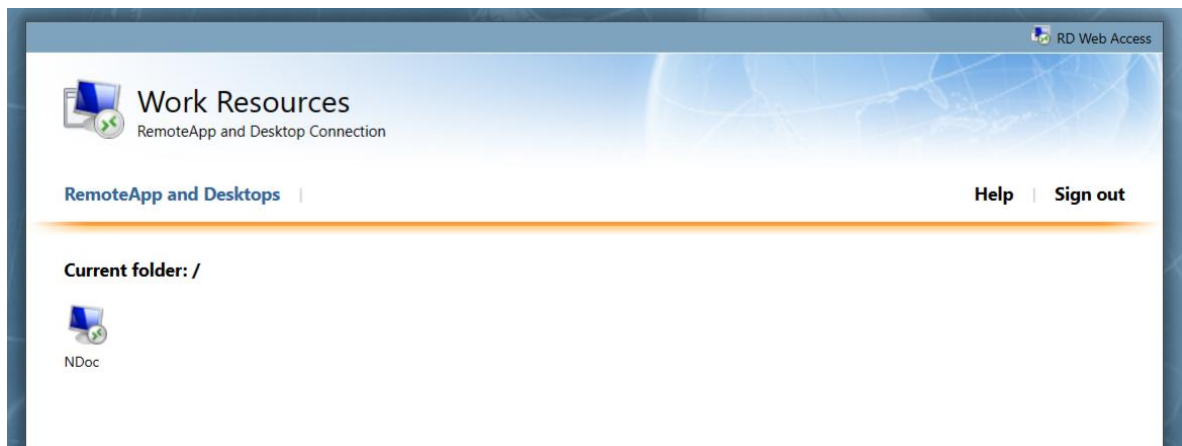 RD Web Access
Work Resources
RemoteApp and Desktop Connection
RemoteApp and Desktops | Help | Sign out
Current folder: /
NDoc